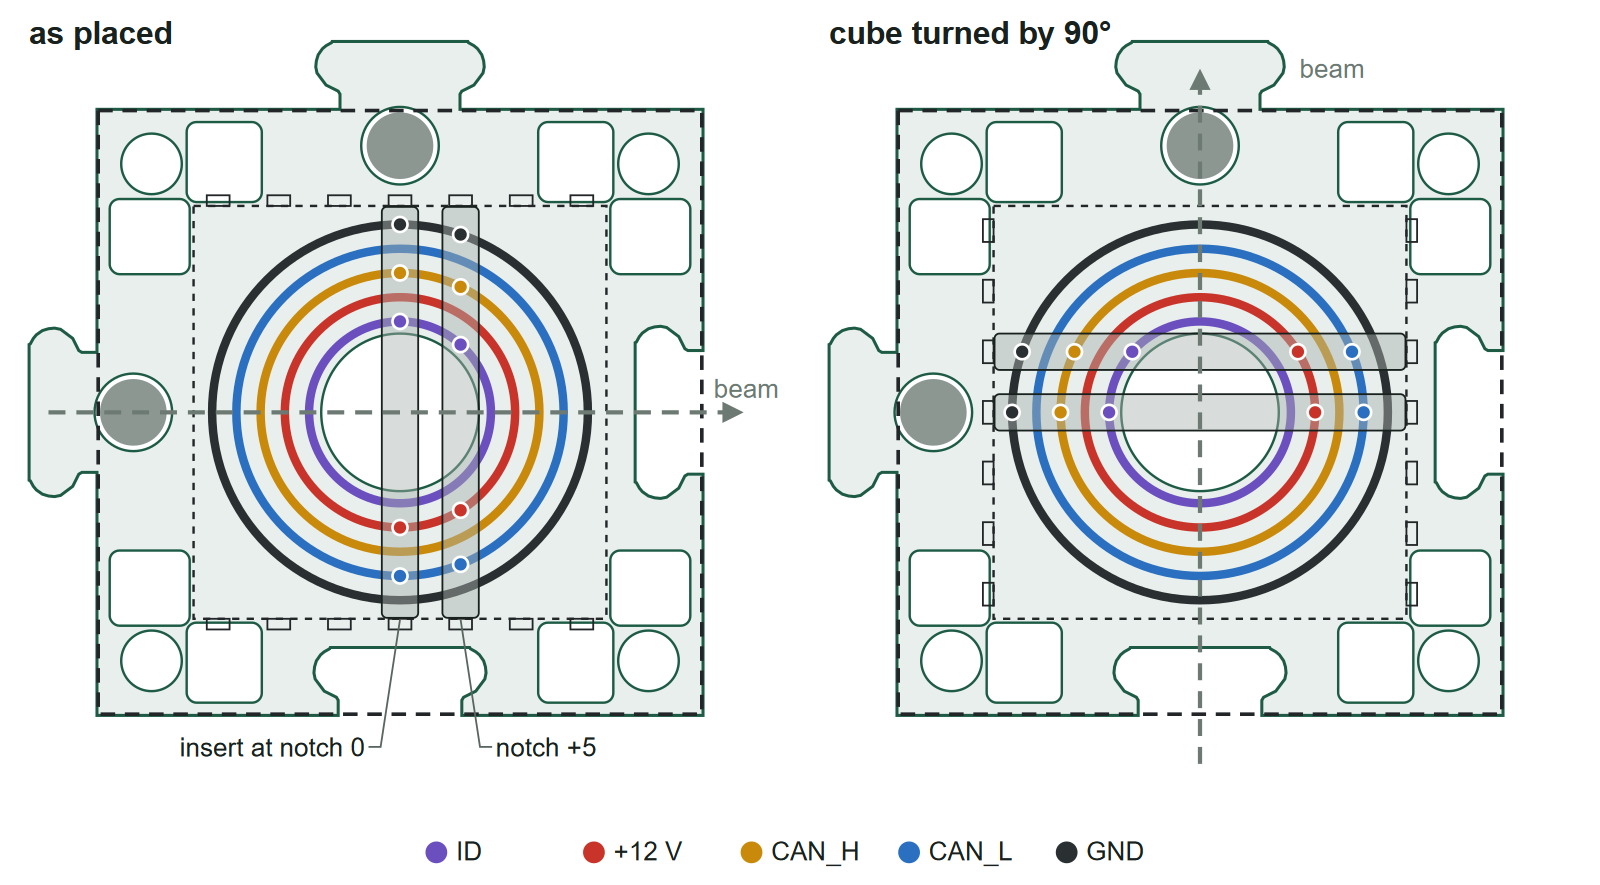 as placed
cube turned by 90°
beam
beam
insert at notch 0
notch +5
ID
+12 V
CAN_H
CAN_L
GND